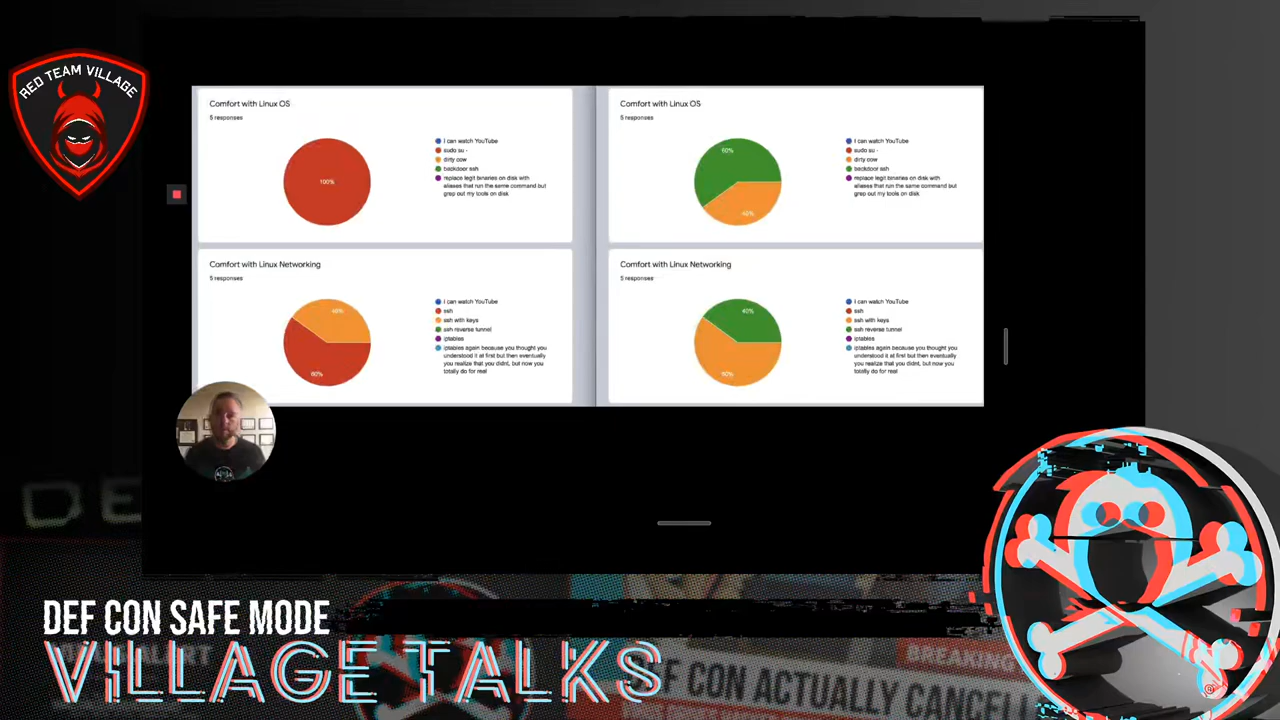 RED TEAM VILLAGE
Comfort with Linux OS
5 responses
100%
I can watch YouTube
sudo su -
dirty cow
backdoor ssh
replace legit binaries on disk with
aliases that run the same command but
grep out my tools on disk
Comfort with Linux OS
5 responses
60%
40%
I can watch YouTube
sudo su -
dirty cow
backdoor ssh
replace legit binaries on disk with
aliases that run the same command but
grep out my tools on disk
Comfort with Linux Networking
5 responses
60%
I can watch YouTube
ssh
ssh with keys
ssh reverse tunnel
iptables
iptables again because you thought you
understood it at first but then eventually
you realize that you didnt, but now you
totally do for real
Comfort with Linux Networking
5 responses
40%
60%
I can watch YouTube
ssh
ssh with keys
ssh reverse tunnel
iptables
iptables again because you thought you
understood it at first but then eventually
you realize that you didnt, but now you
totally do for real
DE
DEF CON SAFE MODE
VILLAGE TALKS
BREAKING
DEF CON ACTUALLY CANCELL